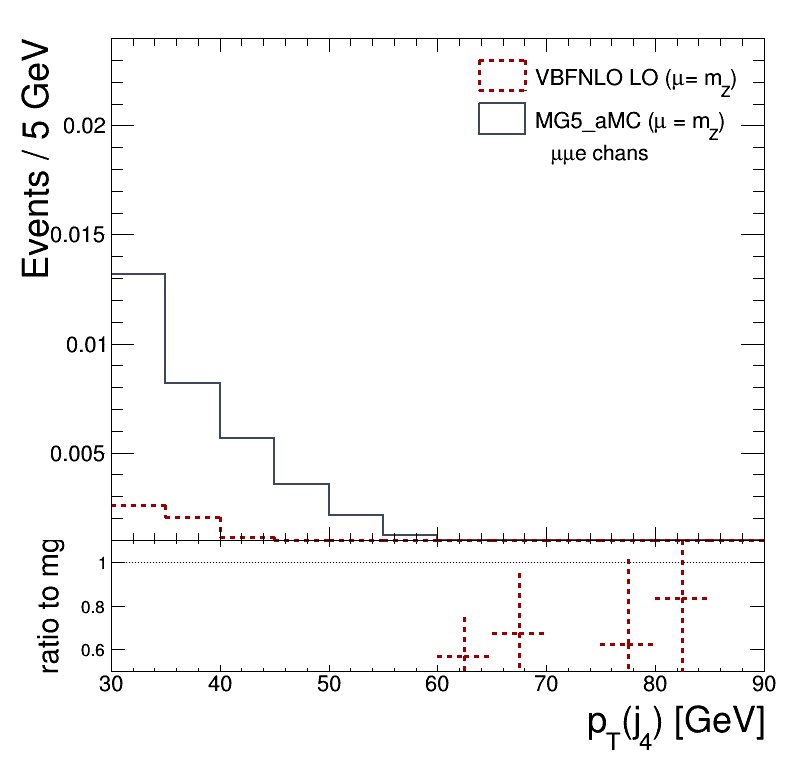 Events / 5 GeV
VBFNLO LO (μ= m_Z)
MG5_aMC (μ = m_Z)
μμe chans
0.02
0.015
0.01
0.005
ratio to mg
1
0.8
0.6
30 40 50 60 70 80 90
p_T(j_4) [GeV]